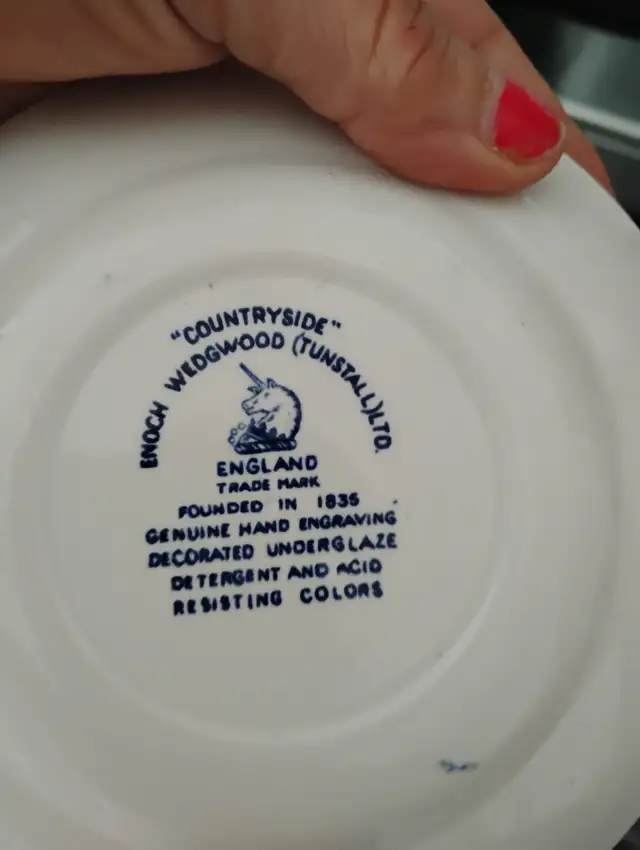 "COUNTRYSIDE"
ENOCH WEDGWOOD (TUNSTALL) LTD.
ENGLAND
TRADE MARK
FOUNDED IN 1835
GENUINE HAND ENGRAVING
DECORATED UNDERGLAZE
DETERGENT AND ACID
RESISTING COLORS